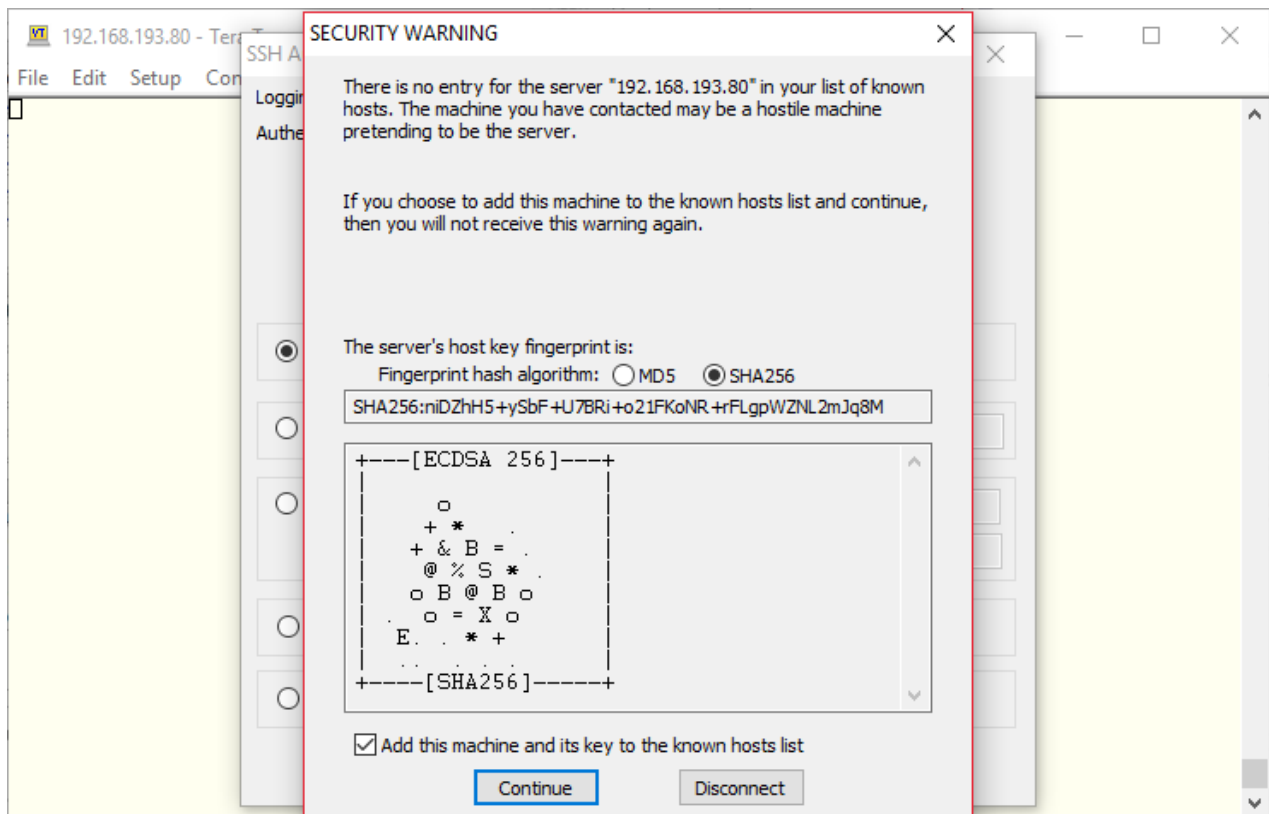 VT 192.168.193.80 - Tera
File Edit Setup Con
SSH A
Loggin
Authe
SECURITY WARNING
There is no entry for the server "192.168.193.80" in your list of known
hosts. The machine you have contacted may be a hostile machine
pretending to be the server.
If you choose to add this machine to the known hosts list and continue,
then you will not receive this warning again.
The server's host key fingerprint is:
Fingerprint hash algorithm: MD5 SHA256
SHA256:niDZhH5+ySbF+U7BRi+o21FKoNR+rFLgpWZNL2mJq8M
+---[ECDSA 256]---+
|                 |
|     o           |
|    + *   .      |
|   + & B = .     |
|    @ % S * .    |
|   o B @ B o     |
| .  o = X o      |
|  E. . * +       |
|  ..  . . .      |
+----[SHA256]-----+
Add this machine and its key to the known hosts list
Continue Disconnect